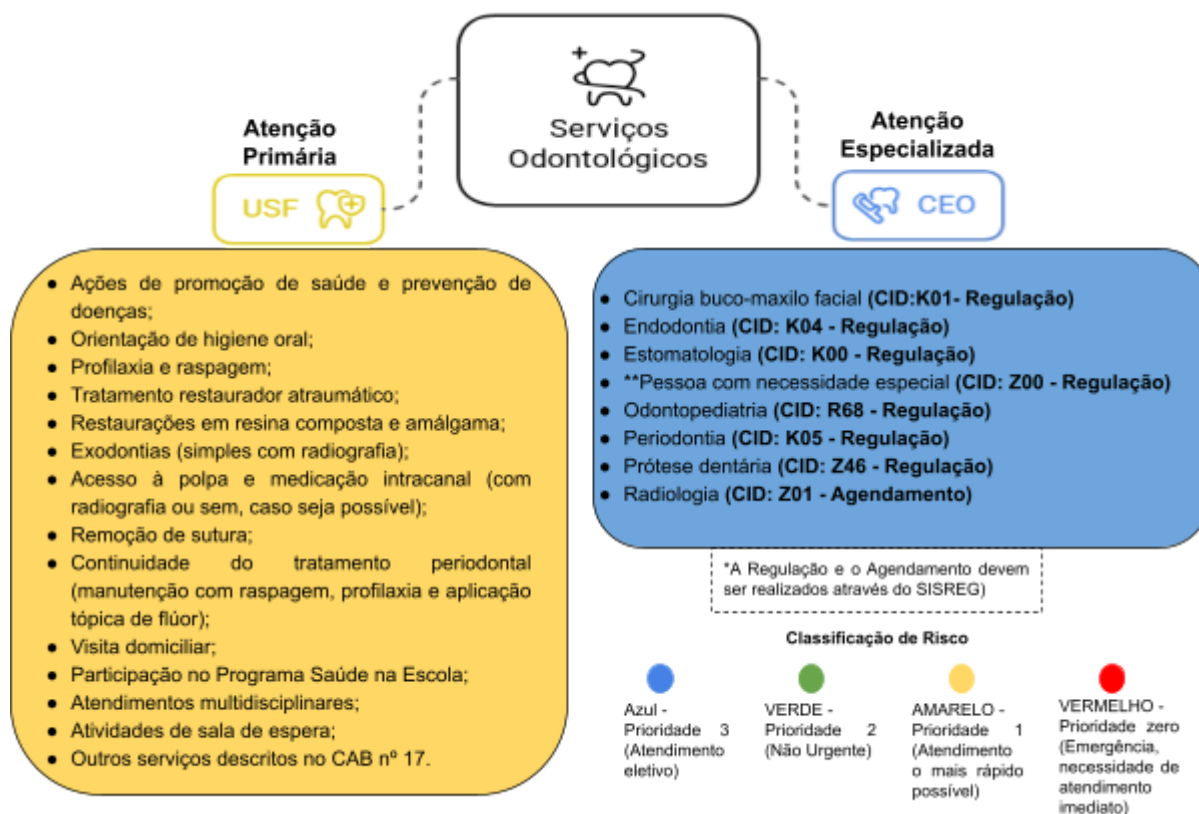 Serviços
Odontológicos
Atenção
Primária
USF
Atenção
Especializada
CEO
● Ações de promoção de saúde e prevenção de
doenças;
● Orientação de higiene oral;
● Profilaxia e raspagem;
● Tratamento restaurador atraumático;
● Restaurações em resina composta e amálgama;
● Exodontias (simples com radiografia);
● Acesso à polpa e medicação intracanal (com
radiografia ou sem, caso seja possível);
● Remoção de sutura;
● Continuidade do tratamento periodontal
(manutenção com raspagem, profilaxia e aplicação
tópica de flúor);
● Visita domiciliar;
● Participação no Programa Saúde na Escola;
● Atendimentos multidisciplinares;
● Atividades de sala de espera;
● Outros serviços descritos no CAB nº 17.
● Cirurgia buco-maxilo facial (CID:K01- Regulação)
● Endodontia (CID: K04 - Regulação)
● Estomatologia (CID: K00 - Regulação)
● **Pessoa com necessidade especial (CID: Z00 - Regulação)
● Odontopediatria (CID: R68 - Regulação)
● Periodontia (CID: K05 - Regulação)
● Prótese dentária (CID: Z46 - Regulação)
● Radiologia (CID: Z01 - Agendamento)
*A Regulação e o Agendamento devem
ser realizados através do SISREG)
Classificação de Risco
Azul -
Prioridade 3
(Atendimento
eletivo)
VERDE -
Prioridade 2
(Não Urgente)
AMARELO -
Prioridade 1
(Atendimento
o mais rápido
possível)
VERMELHO -
Prioridade zero
(Emergência,
necessidade de
atendimento
imediato)